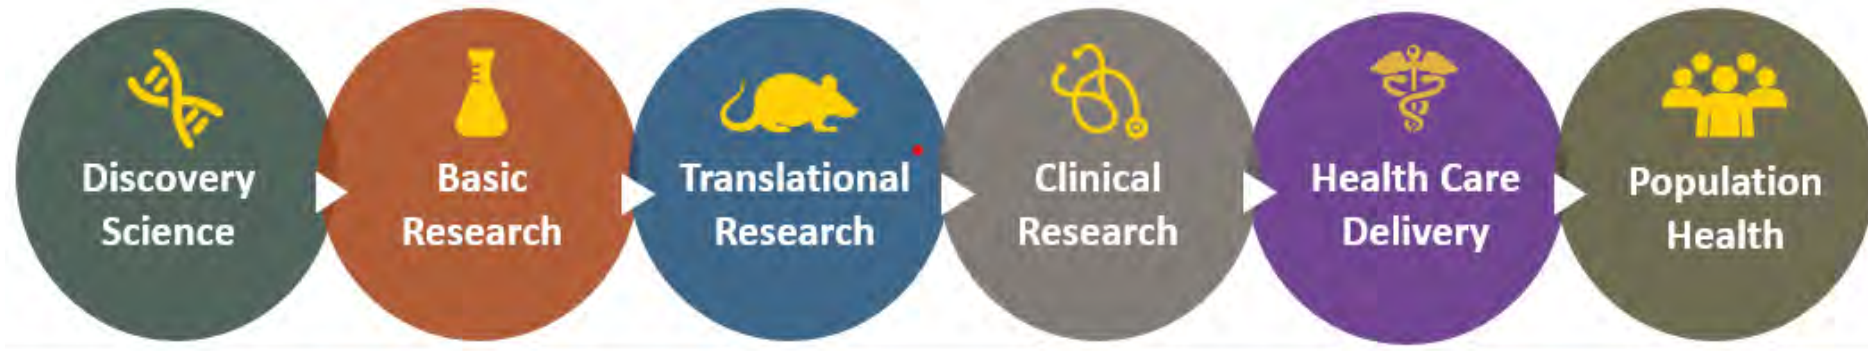 Discovery
Science
Basic
Research
Translational
Research
Clinical
Research
Health Care
Delivery
Population
Health